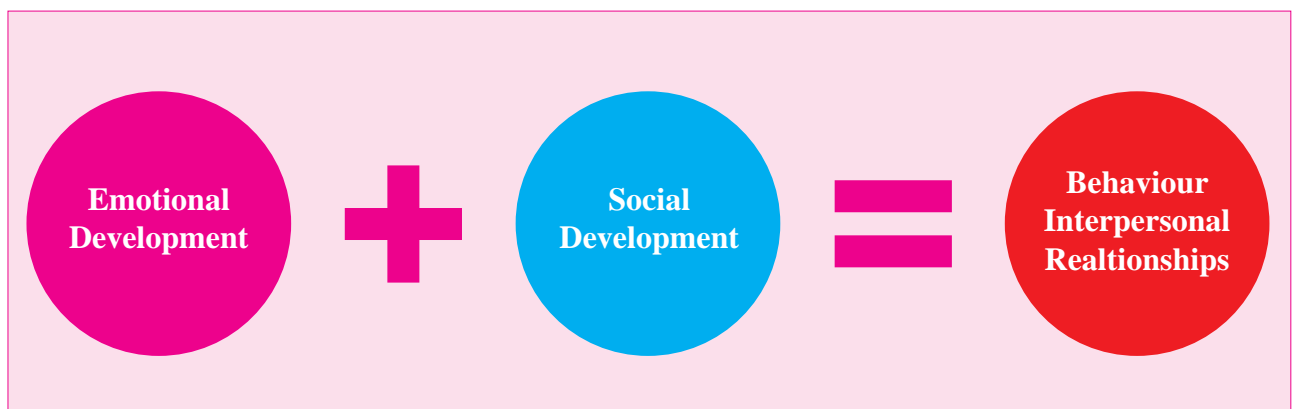 Emotional
Development
+
Social
Development
=
Behaviour
Interpersonal
Realtionships